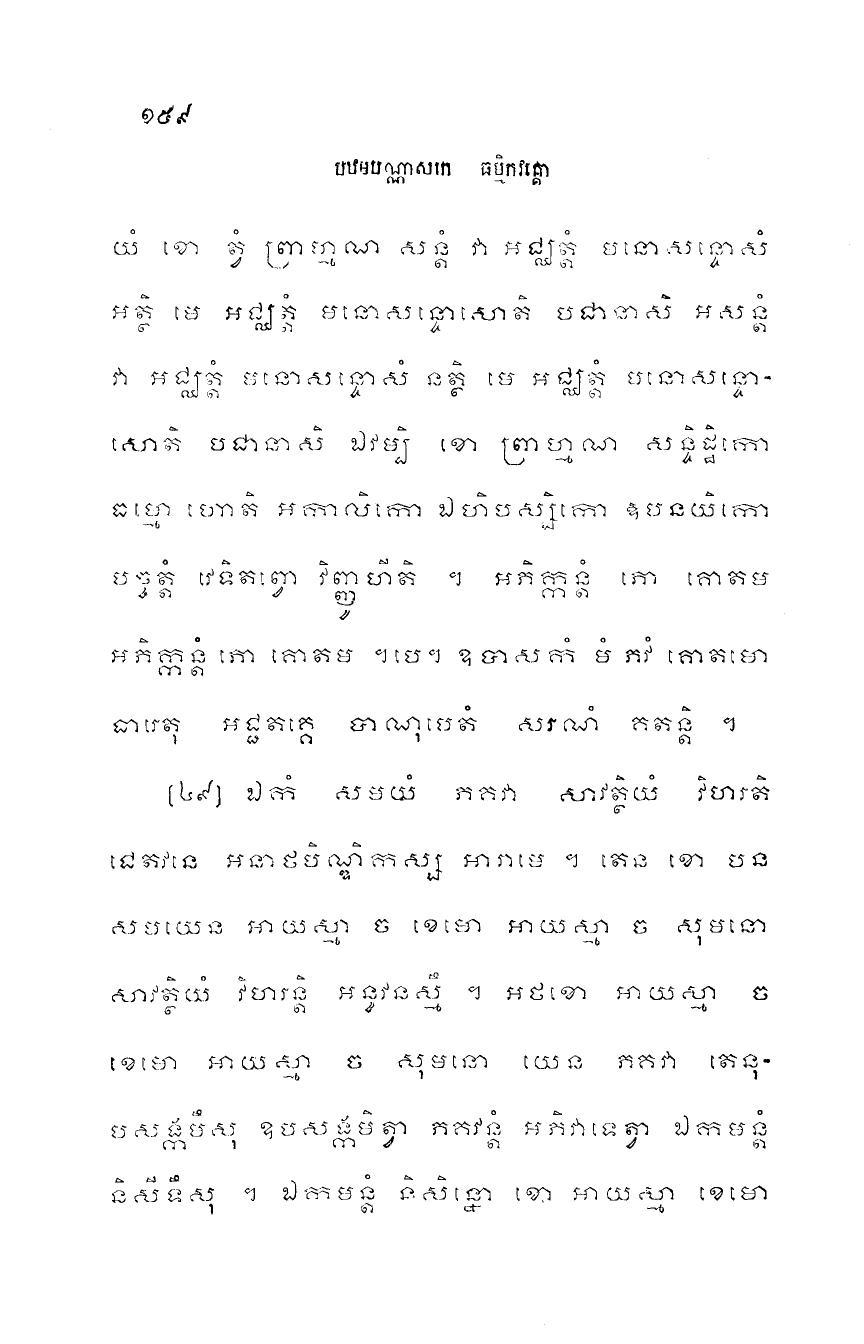 ១៥៩
បឋមបណ្ណាសកេ ធម្មិកវគ្គោ
យំ ខោ ត្វំ ព្រាហ្មណ សន្តំ វា អជ្ឈត្តំ មនោសន្ទោសំ
អត្ថិ មេ អជ្ឈត្តំ មនោសន្ទោសោតិ បជានាសិ អសន្តំ
វា អជ្ឈត្តំ មនោសន្ទោសំ នត្ថិ មេ អជ្ឈត្តំ មនោសន្ទោ-
សោតិ បជានាសិ ឯវម្បិ ខោ ព្រាហ្មណ សន្ទិដ្ឋិកោ
ធម្មោ ហោតិ អកាលិកោ ឯហិបស្សិកោ ឱបនយិកោ
បច្ចត្តំ វេទិតព្វោ វិញ្ញូហីតិ ។ អភិក្កន្តំ ភោ គោតម
អភិក្កន្តំ ភោ គោតម ។បេ។ ឧបាសកំ មំ ភវំ គោតមោ
ធារេតុ អជ្ជតគ្គេ បាណុបេតំ សរណំ គតន្តិ ។
[៤៩] ឯកំ សមយំ ភគវា សាវត្ថិយំ វិហរតិ
ជេតវនេ អនាថបិណ្ឌិកស្ស អារាមេ ។ តេន ខោ បន
សមយេន អាយស្មា ច ខេមោ អាយស្មា ច សុមនោ
សាវត្ថិយំ វិហរន្តិ អន្ធវនស្មឹ ។ អថខោ អាយស្មា ច
ខេមោ អាយស្មា ច សុមនោ យេន ភគវា តេនុ-
បសង្កមឹសុ ឧបសង្កមិត្វា ភគវន្តំ អភិវាទេត្វា ឯកមន្តំ
និសីទឹសុ ។ ឯកមន្តំ និសិន្នោ ខោ អាយស្មា ខេមោ